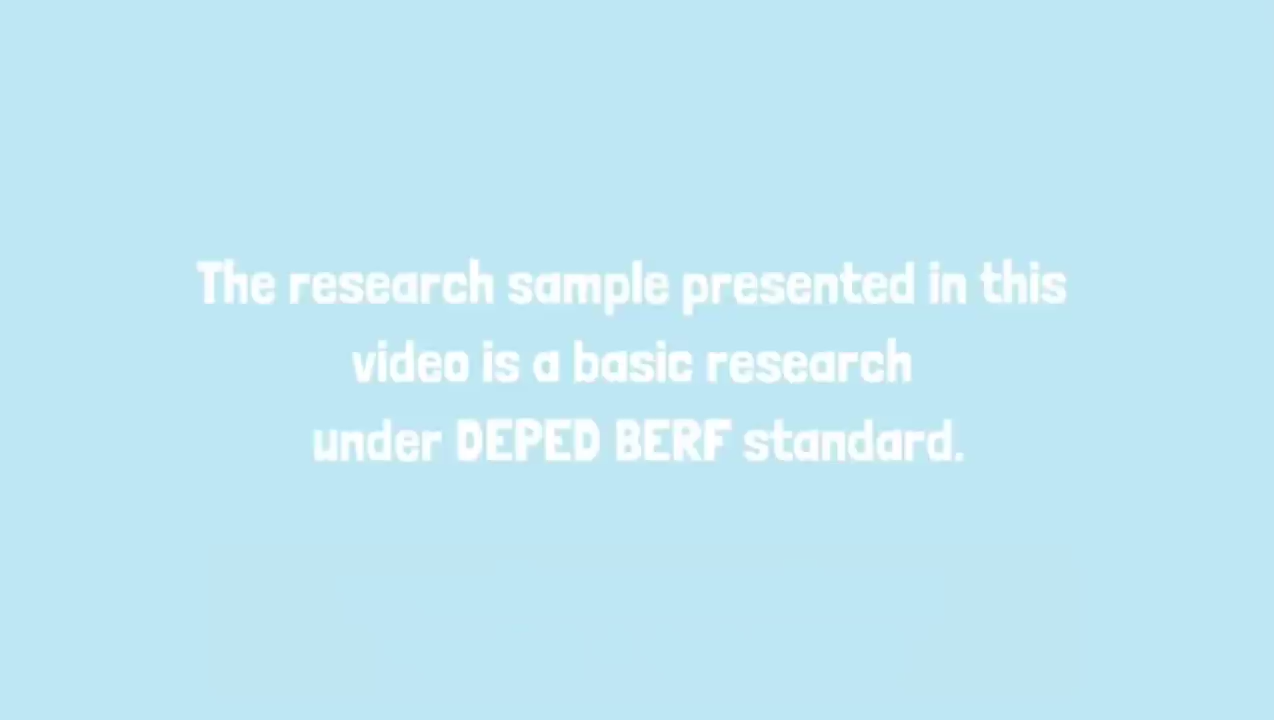 The research sample presented in this
video is a basic research
under DEPED BERF standard.